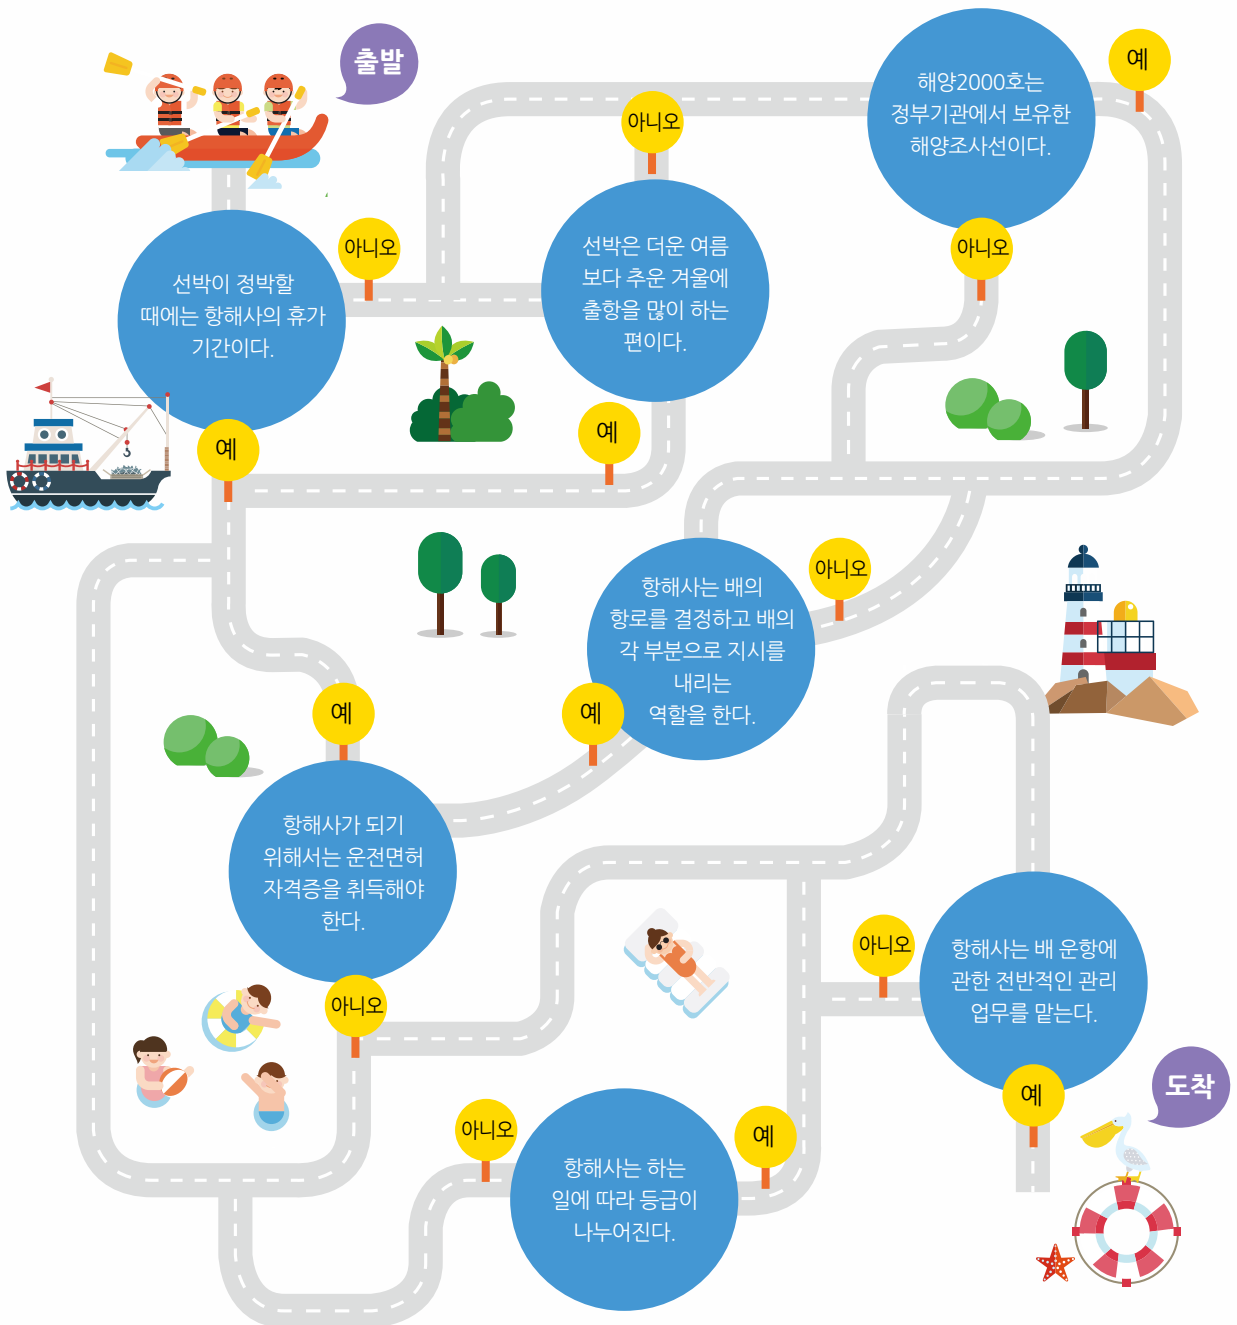 출발
선박이 정박할
때에는 항해사의 휴가
기간이다.
아니오
예
선박은 더운 여름
보다 추운 겨울에
출항을 많이 하는
편이다.
아니오
예
해양2000호는
정부기관에서 보유한
해양조사선이다.
예
아니오
항해사는 배의
항로를 결정하고 배의
각 부분으로 지시를
내리는
역할을 한다.
아니오
예
예
항해사가 되기
위해서는 운전면허
자격증을 취득해야
한다.
아니오
항해사는 하는
일에 따라 등급이
나누어진다.
아니오
예
항해사는 배 운항에
관한 전반적인 관리
업무를 맡는다.
아니오
예
도착